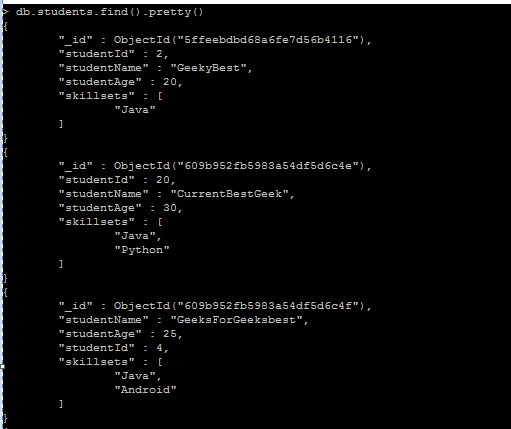 > db.students.find().pretty()
{
        "_id" : ObjectId("5ffeebdbd68a6fe7d56b4116"),
        "studentId" : 2,
        "studentName" : "GeekyBest",
        "studentAge" : 20,
        "skillsets" : [
                "Java"
        ]
}
{
        "_id" : ObjectId("609b952fb5983a54df5d6c4e"),
        "studentId" : 20,
        "studentName" : "CurrentBestGeek",
        "studentAge" : 30,
        "skillsets" : [
                "Java",
                "Python"
        ]
}
{
        "_id" : ObjectId("609b952fb5983a54df5d6c4f"),
        "studentName" : "GeeksForGeeksbest",
        "studentAge" : 25,
        "studentId" : 4,
        "skillsets" : [
                "Java",
                "Android"
        ]
}